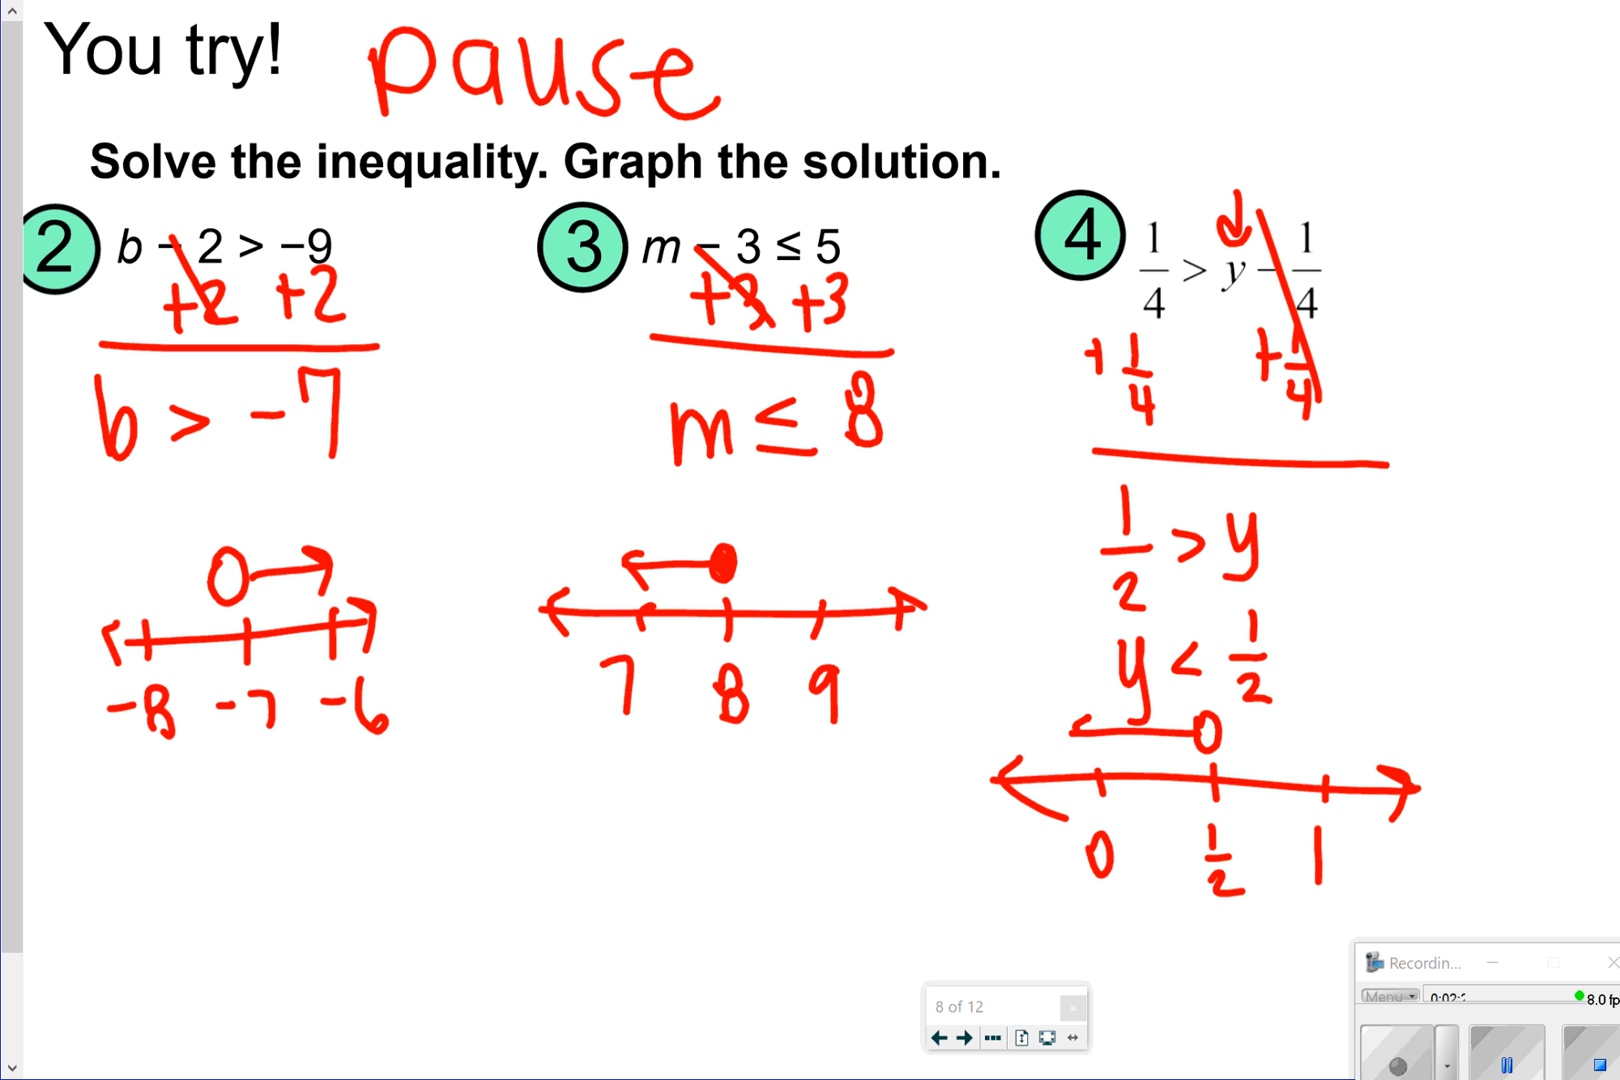 You try! pause
Solve the inequality. Graph the solution.
2 b − 2 > −9
+2 +2
b > -7
-8 -7 -6
3 m − 3 ≤ 5
+3 +3
m ≤ 8
7 8 9
4 1/4 > y − 1/4
+1/4 +1/4
1/2 > y
y < 1/2
0 1/2 1
8 of 12
Recordin...
Menu
8.0 fp